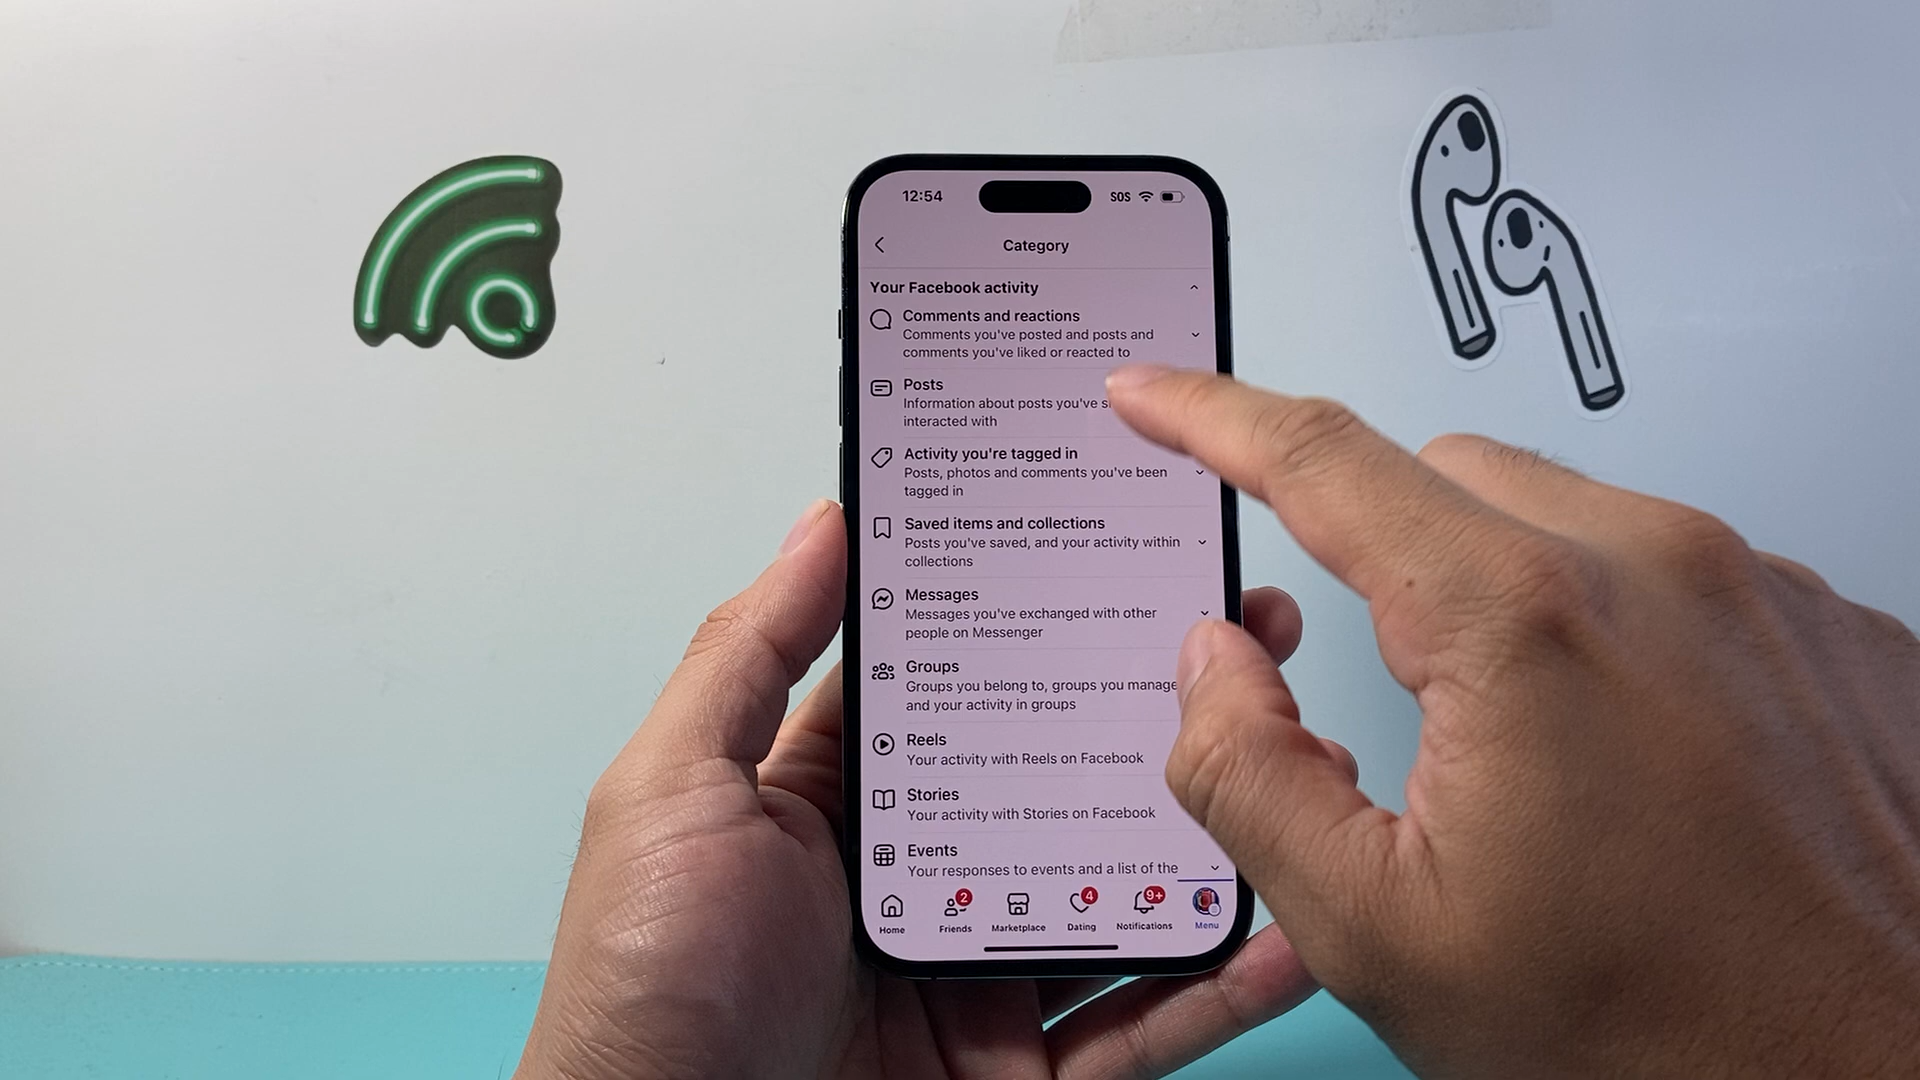 12:54
SOS
Category
Your Facebook activity
Comments and reactions
Comments you've posted and posts and
comments you've liked or reacted to
Posts
Information about posts you've
interacted with
Activity you're tagged in
Posts, photos and comments you've been
tagged in
Saved items and collections
Posts you've saved, and your activity within
collections
Messages
Messages you've exchanged with other
people on Messenger
Groups
Groups you belong to, groups you manage
and your activity in groups
Reels
Your activity with Reels on Facebook
Stories
Your activity with Stories on Facebook
Events
Your responses to events and a list of the
2
4
9+
Home
Friends
Marketplace
Dating
Notifications
Menu